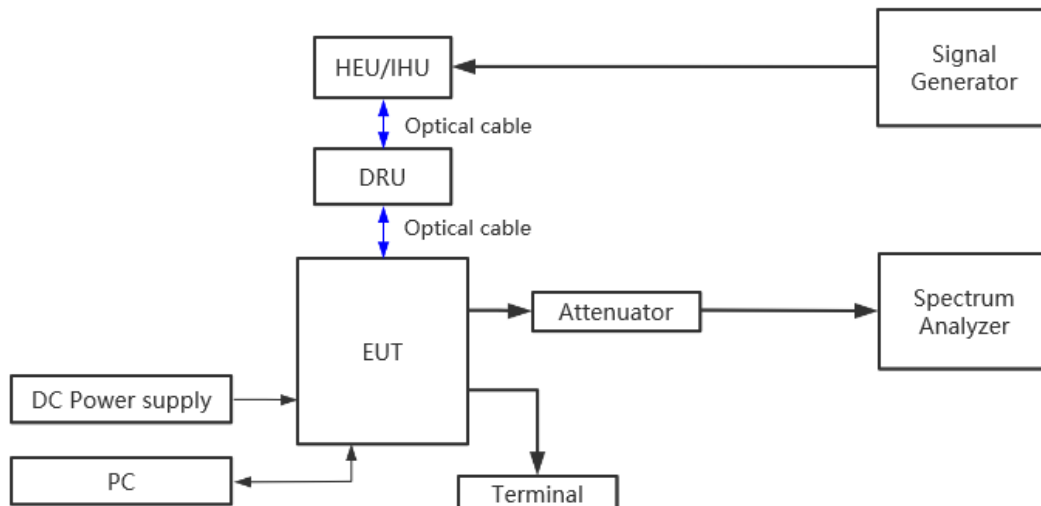 HEU/IHU
Signal
Generator
Optical cable
DRU
Optical cable
EUT
Attenuator
Spectrum
Analyzer
DC Power supply
PC
Terminal